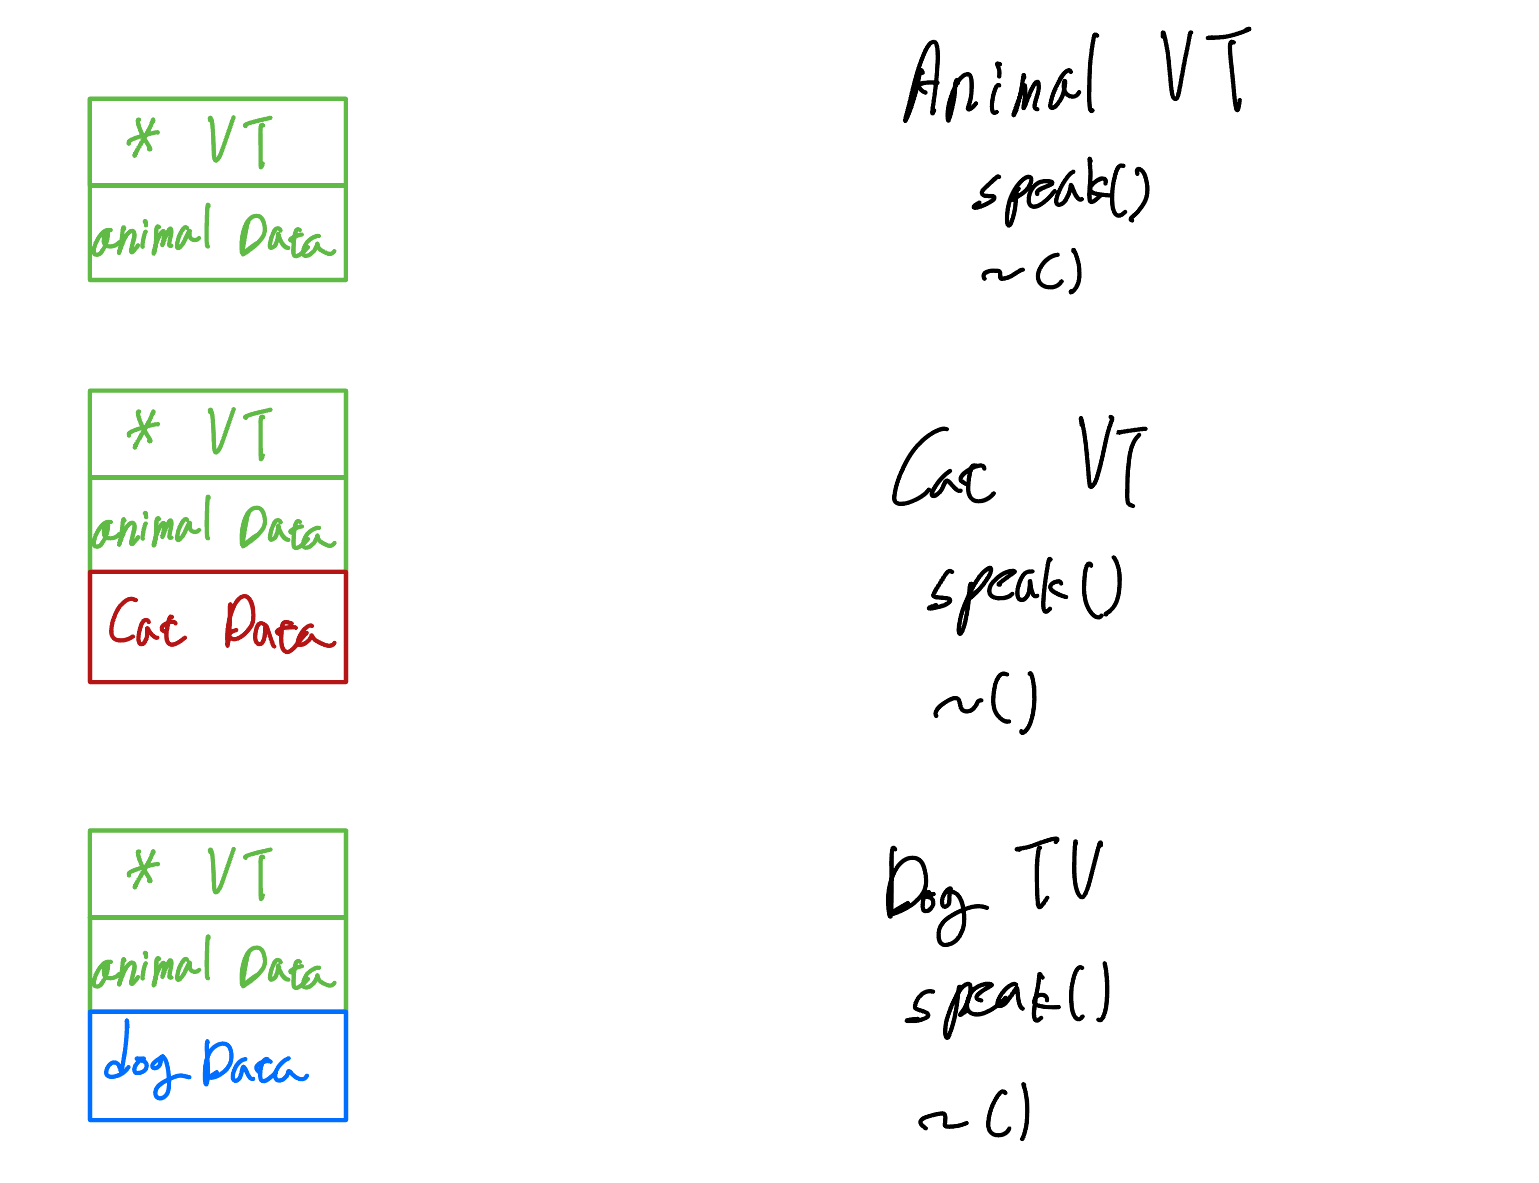 * VT
animal Data
* VT
animal Data
Cat Data
* VT
animal Data
dog Data
Animal VT
speak()
~()
Cat VT
speak()
~()
Dog TV
speak()
~()